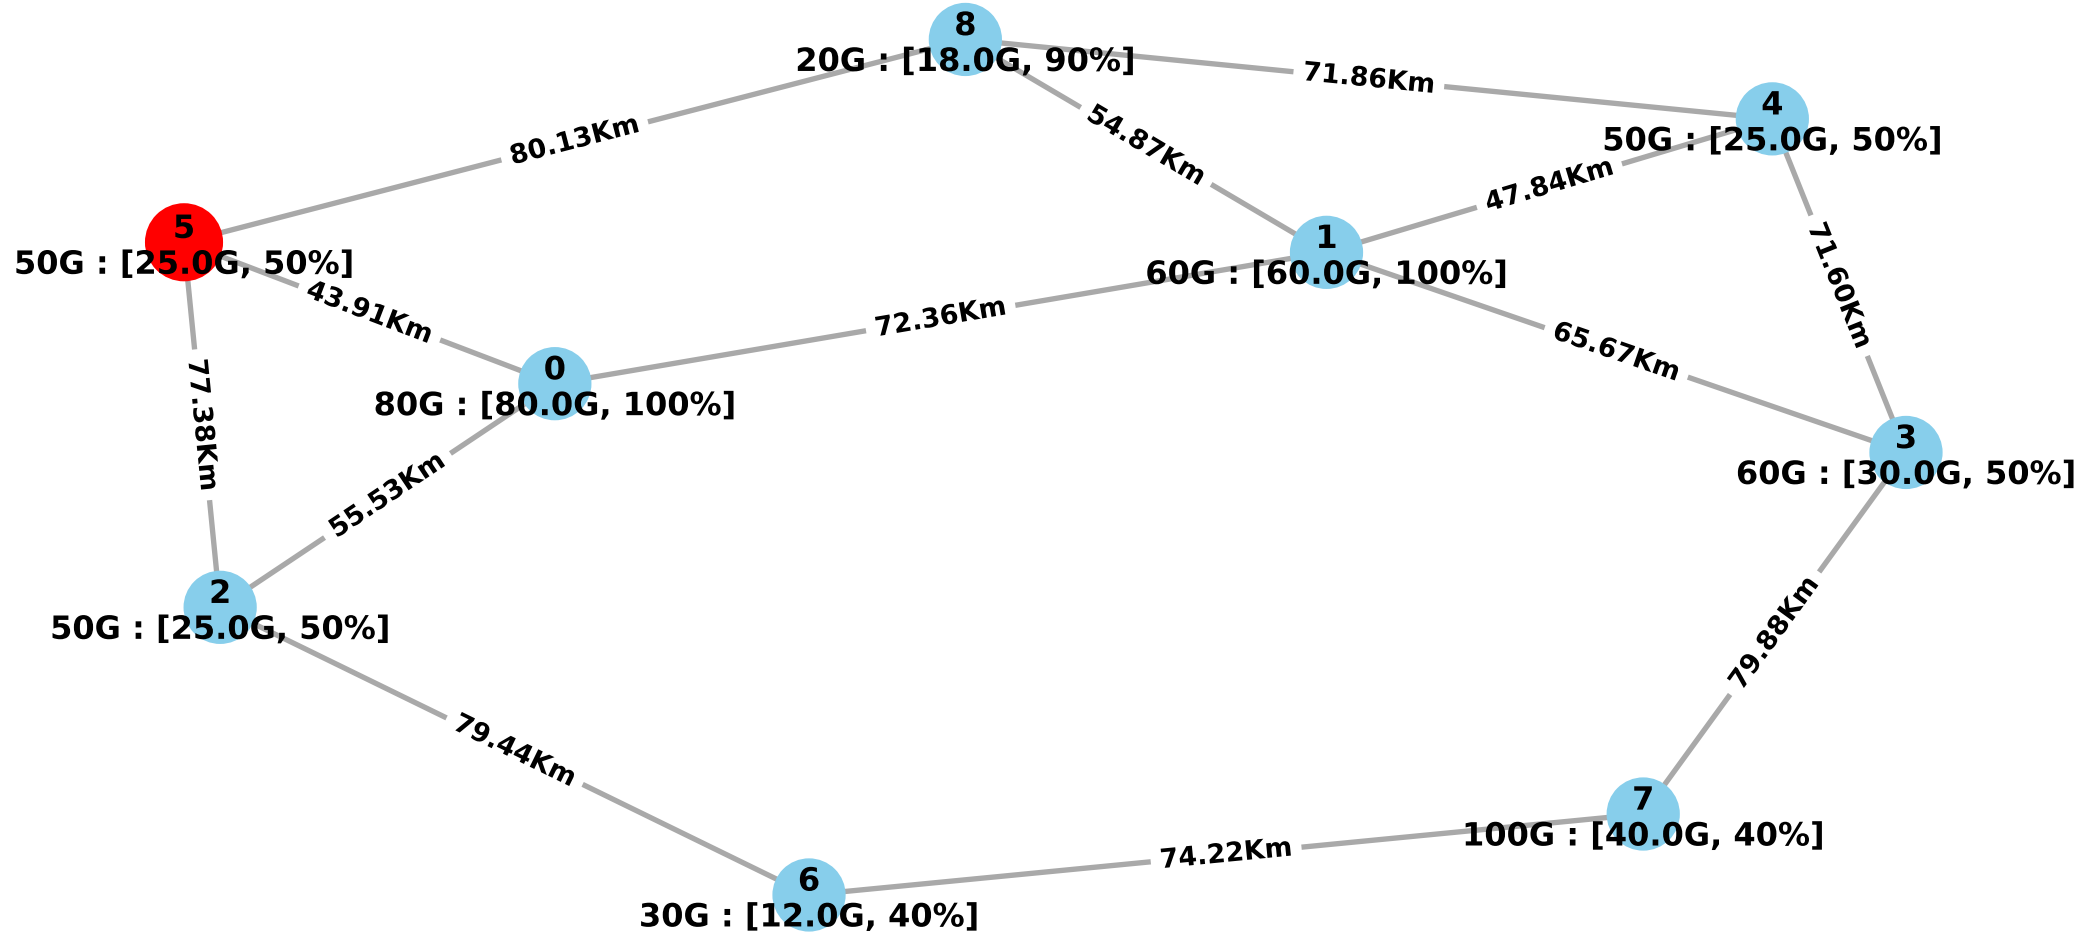 8
20G : [18.0G, 90%]
71.86Km
4
50G : [25.0G, 50%]
80.13Km
54.87Km
47.84Km
5
50G : [25.0G, 50%]
1
60G : [60.0G, 100%]
71.60Km
43.91Km
72.36Km
65.67Km
0
80G : [80.0G, 100%]
77.38Km
3
60G : [30.0G, 50%]
55.53Km
2
50G : [25.0G, 50%]
79.88Km
79.44Km
7
100G : [40.0G, 40%]
74.22Km
6
30G : [12.0G, 40%]